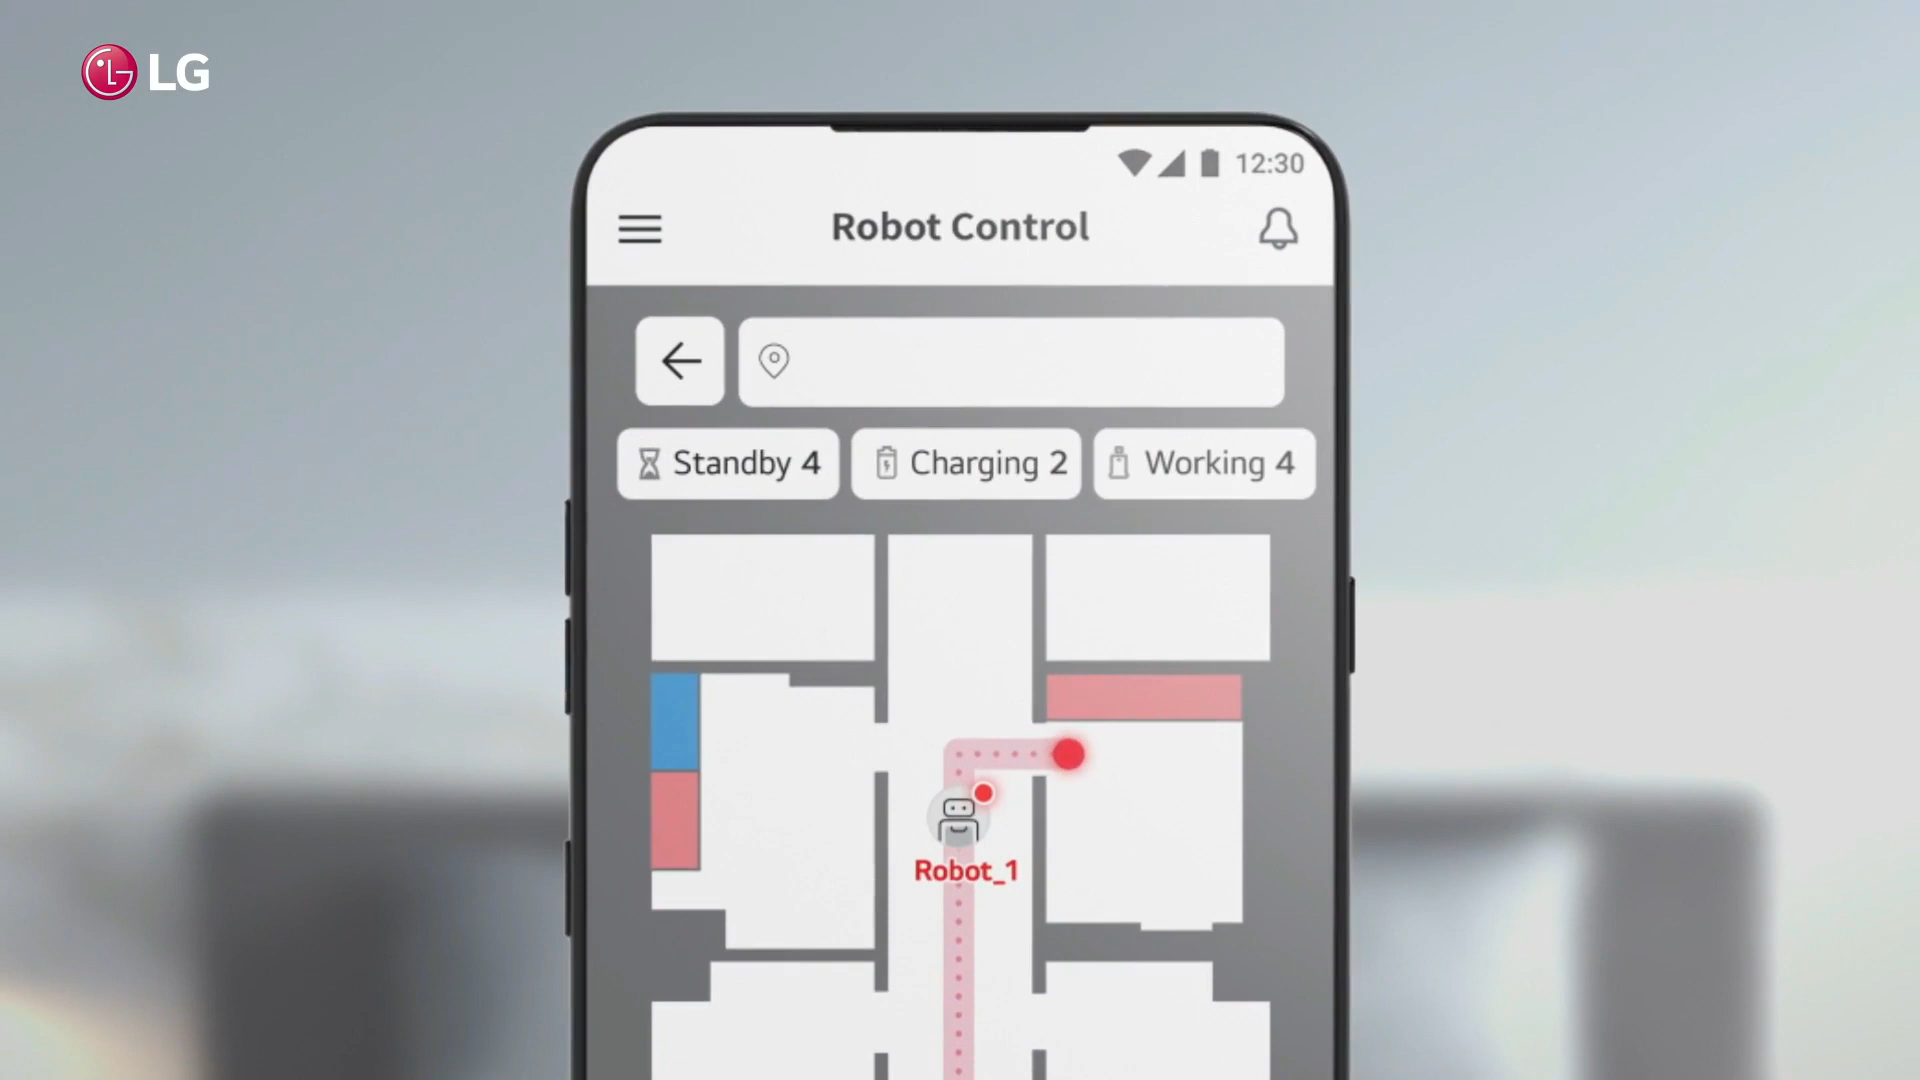 LG
12:30
Robot Control
Standby 4
Charging 2
Working 4
Robot_1